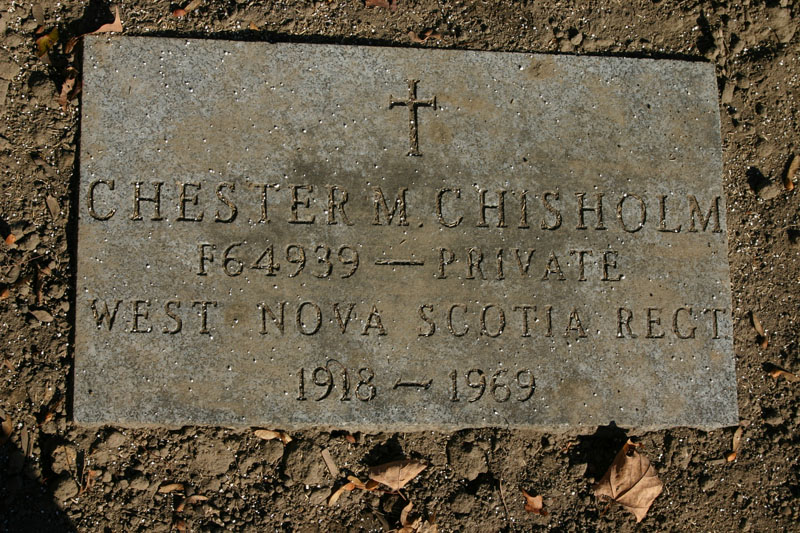 CHESTER M. CHISHOLM
F64939 — PRIVATE
WEST NOVA SCOTIA REGT
1918 — 1969